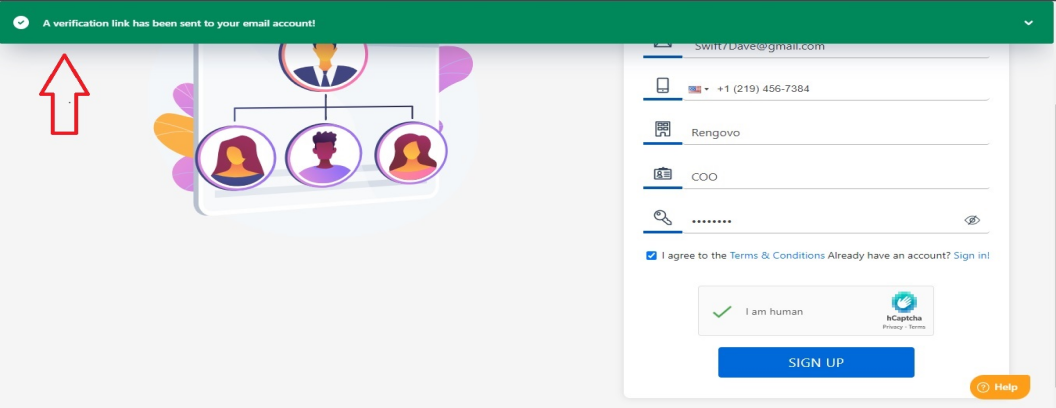 A verification link has been sent to your email account!
Swift7Dave@gmail.com
+1 (219) 456-7384
Rengovo
COO
••••••••
I agree to the Terms & Conditions Already have an account? Sign in!
I am human
hCaptcha
Privacy - Terms
SIGN UP
Help